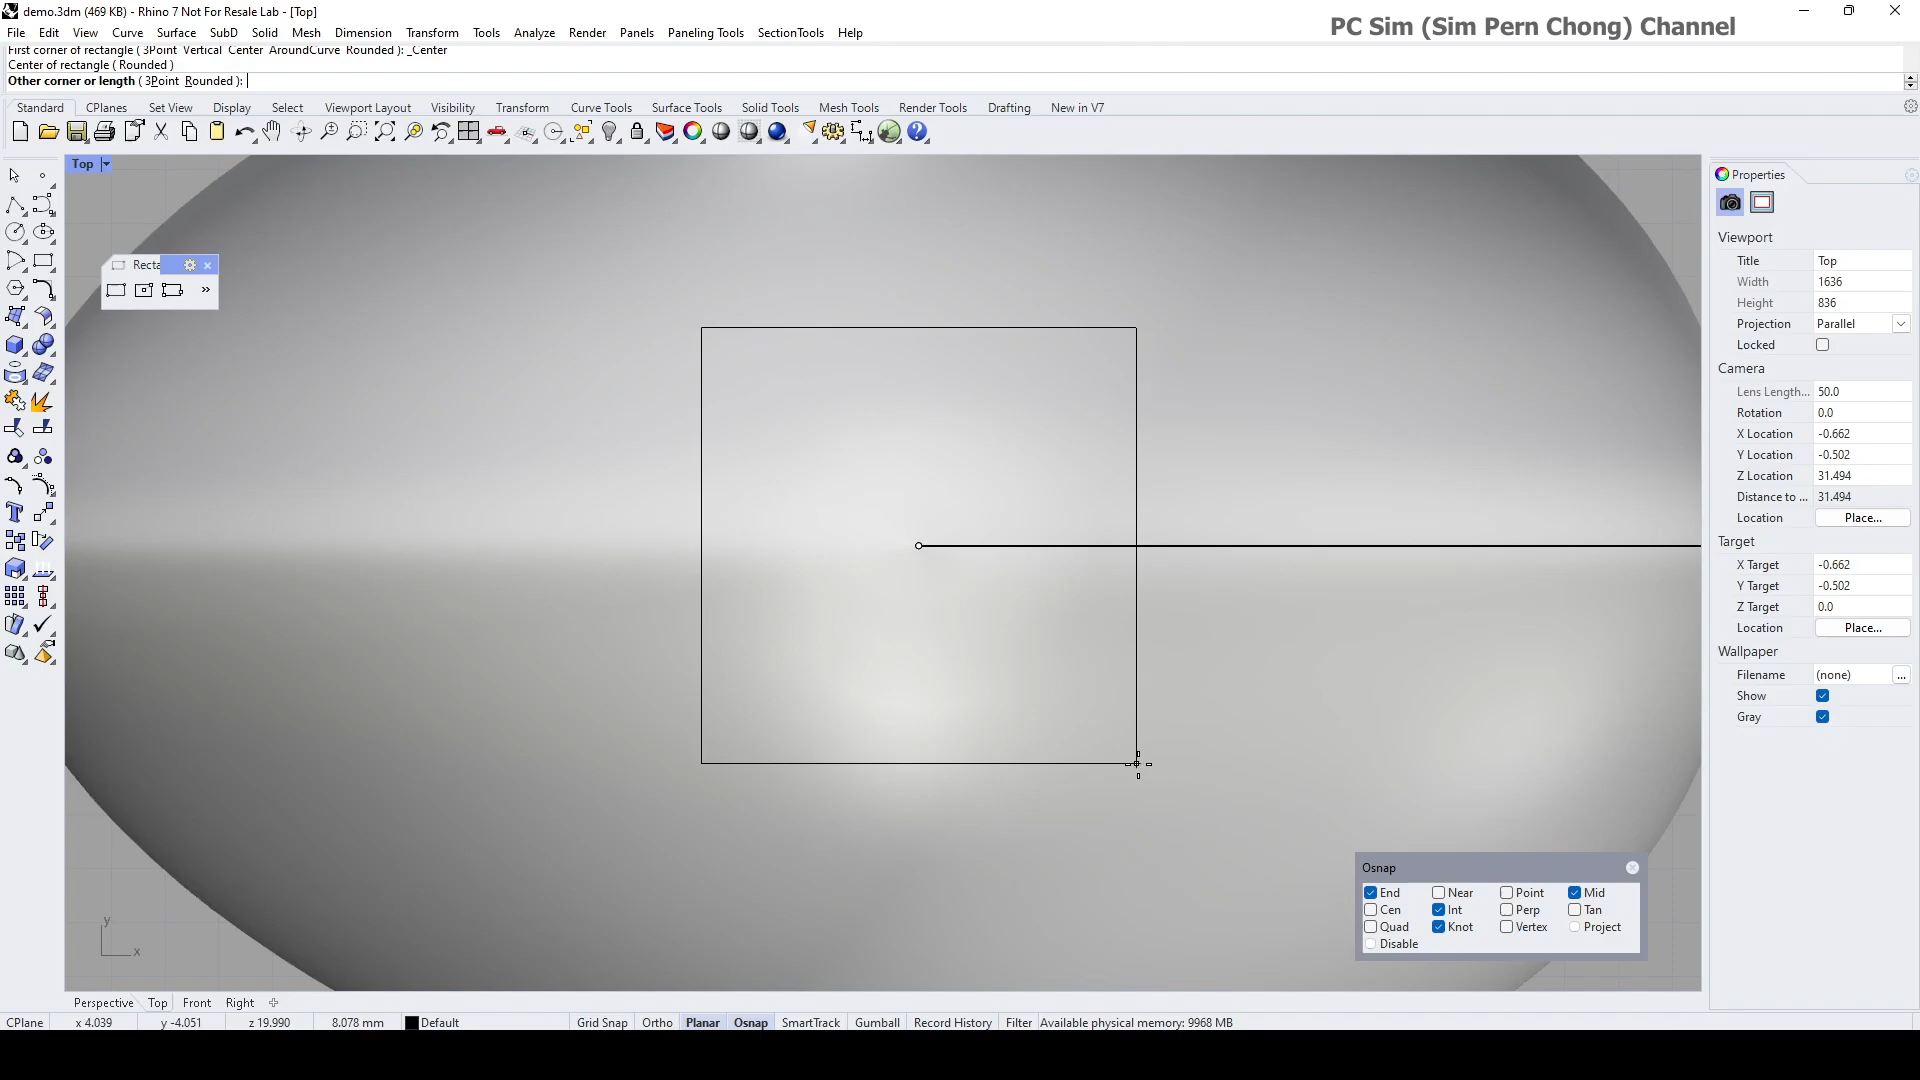 demo.3dm (469 KB) - Rhino 7 Not For Resale Lab - [Top]
PC Sim (Sim Pern Chong) Channel
File Edit View Curve Surface SubD Solid Mesh Dimension Transform Tools Analyze Render Panels Paneling Tools SectionTools Help
First corner of rectangle ( 3Point Vertical Center AroundCurve Rounded ): _Center
Center of rectangle ( Rounded )
Other corner or length ( 3Point Rounded ):
Standard CPlanes Set View Display Select Viewport Layout Visibility Transform Curve Tools Surface Tools Solid Tools Mesh Tools Render Tools Drafting New in V7
Top
Recta
»
y
x
Osnap
End Near Point Mid
Cen Int Perp Tan
Quad Knot Vertex Project
Disable
Properties
Viewport
Title Top
Width 1636
Height 836
Projection Parallel
Locked
Camera
Lens Length... 50.0
Rotation 0.0
X Location -0.662
Y Location -0.502
Z Location 31.494
Distance to ... 31.494
Location Place...
Target
X Target -0.662
Y Target -0.502
Z Target 0.0
Location Place...
Wallpaper
Filename (none) ...
Show
Gray
Perspective Top Front Right
CPlane x 4.039 y -4.051 z 19.990 8.078 mm Default Grid Snap Ortho Planar Osnap SmartTrack Gumball Record History Filter Available physical memory: 9968 MB